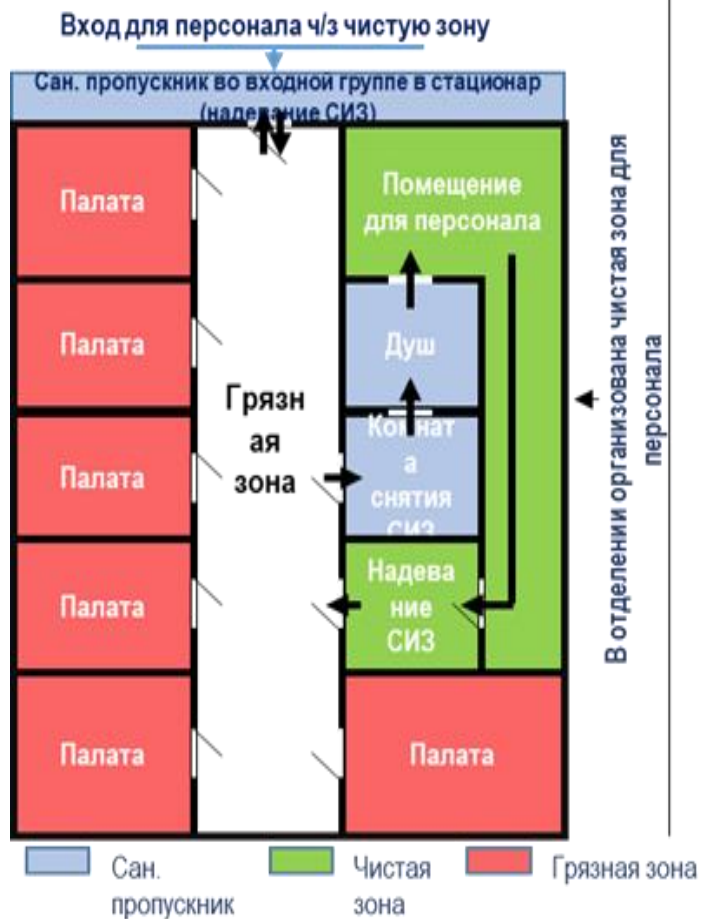 Вход для персонала ч/з чистую зону
Сан. пропускник во входной группе в стационар
(надевание СИЗ)
Палата
Помещение
для персонала
Палата
Душ
Грязн
ая
зона
Палата
Комнат
а
снятия
СИЗ
Палата
Надева
ние
СИЗ
Палата
Палата
В отделении организована чистая зона для
персонала
Сан.
пропускник
Чистая
зона
Грязная зона